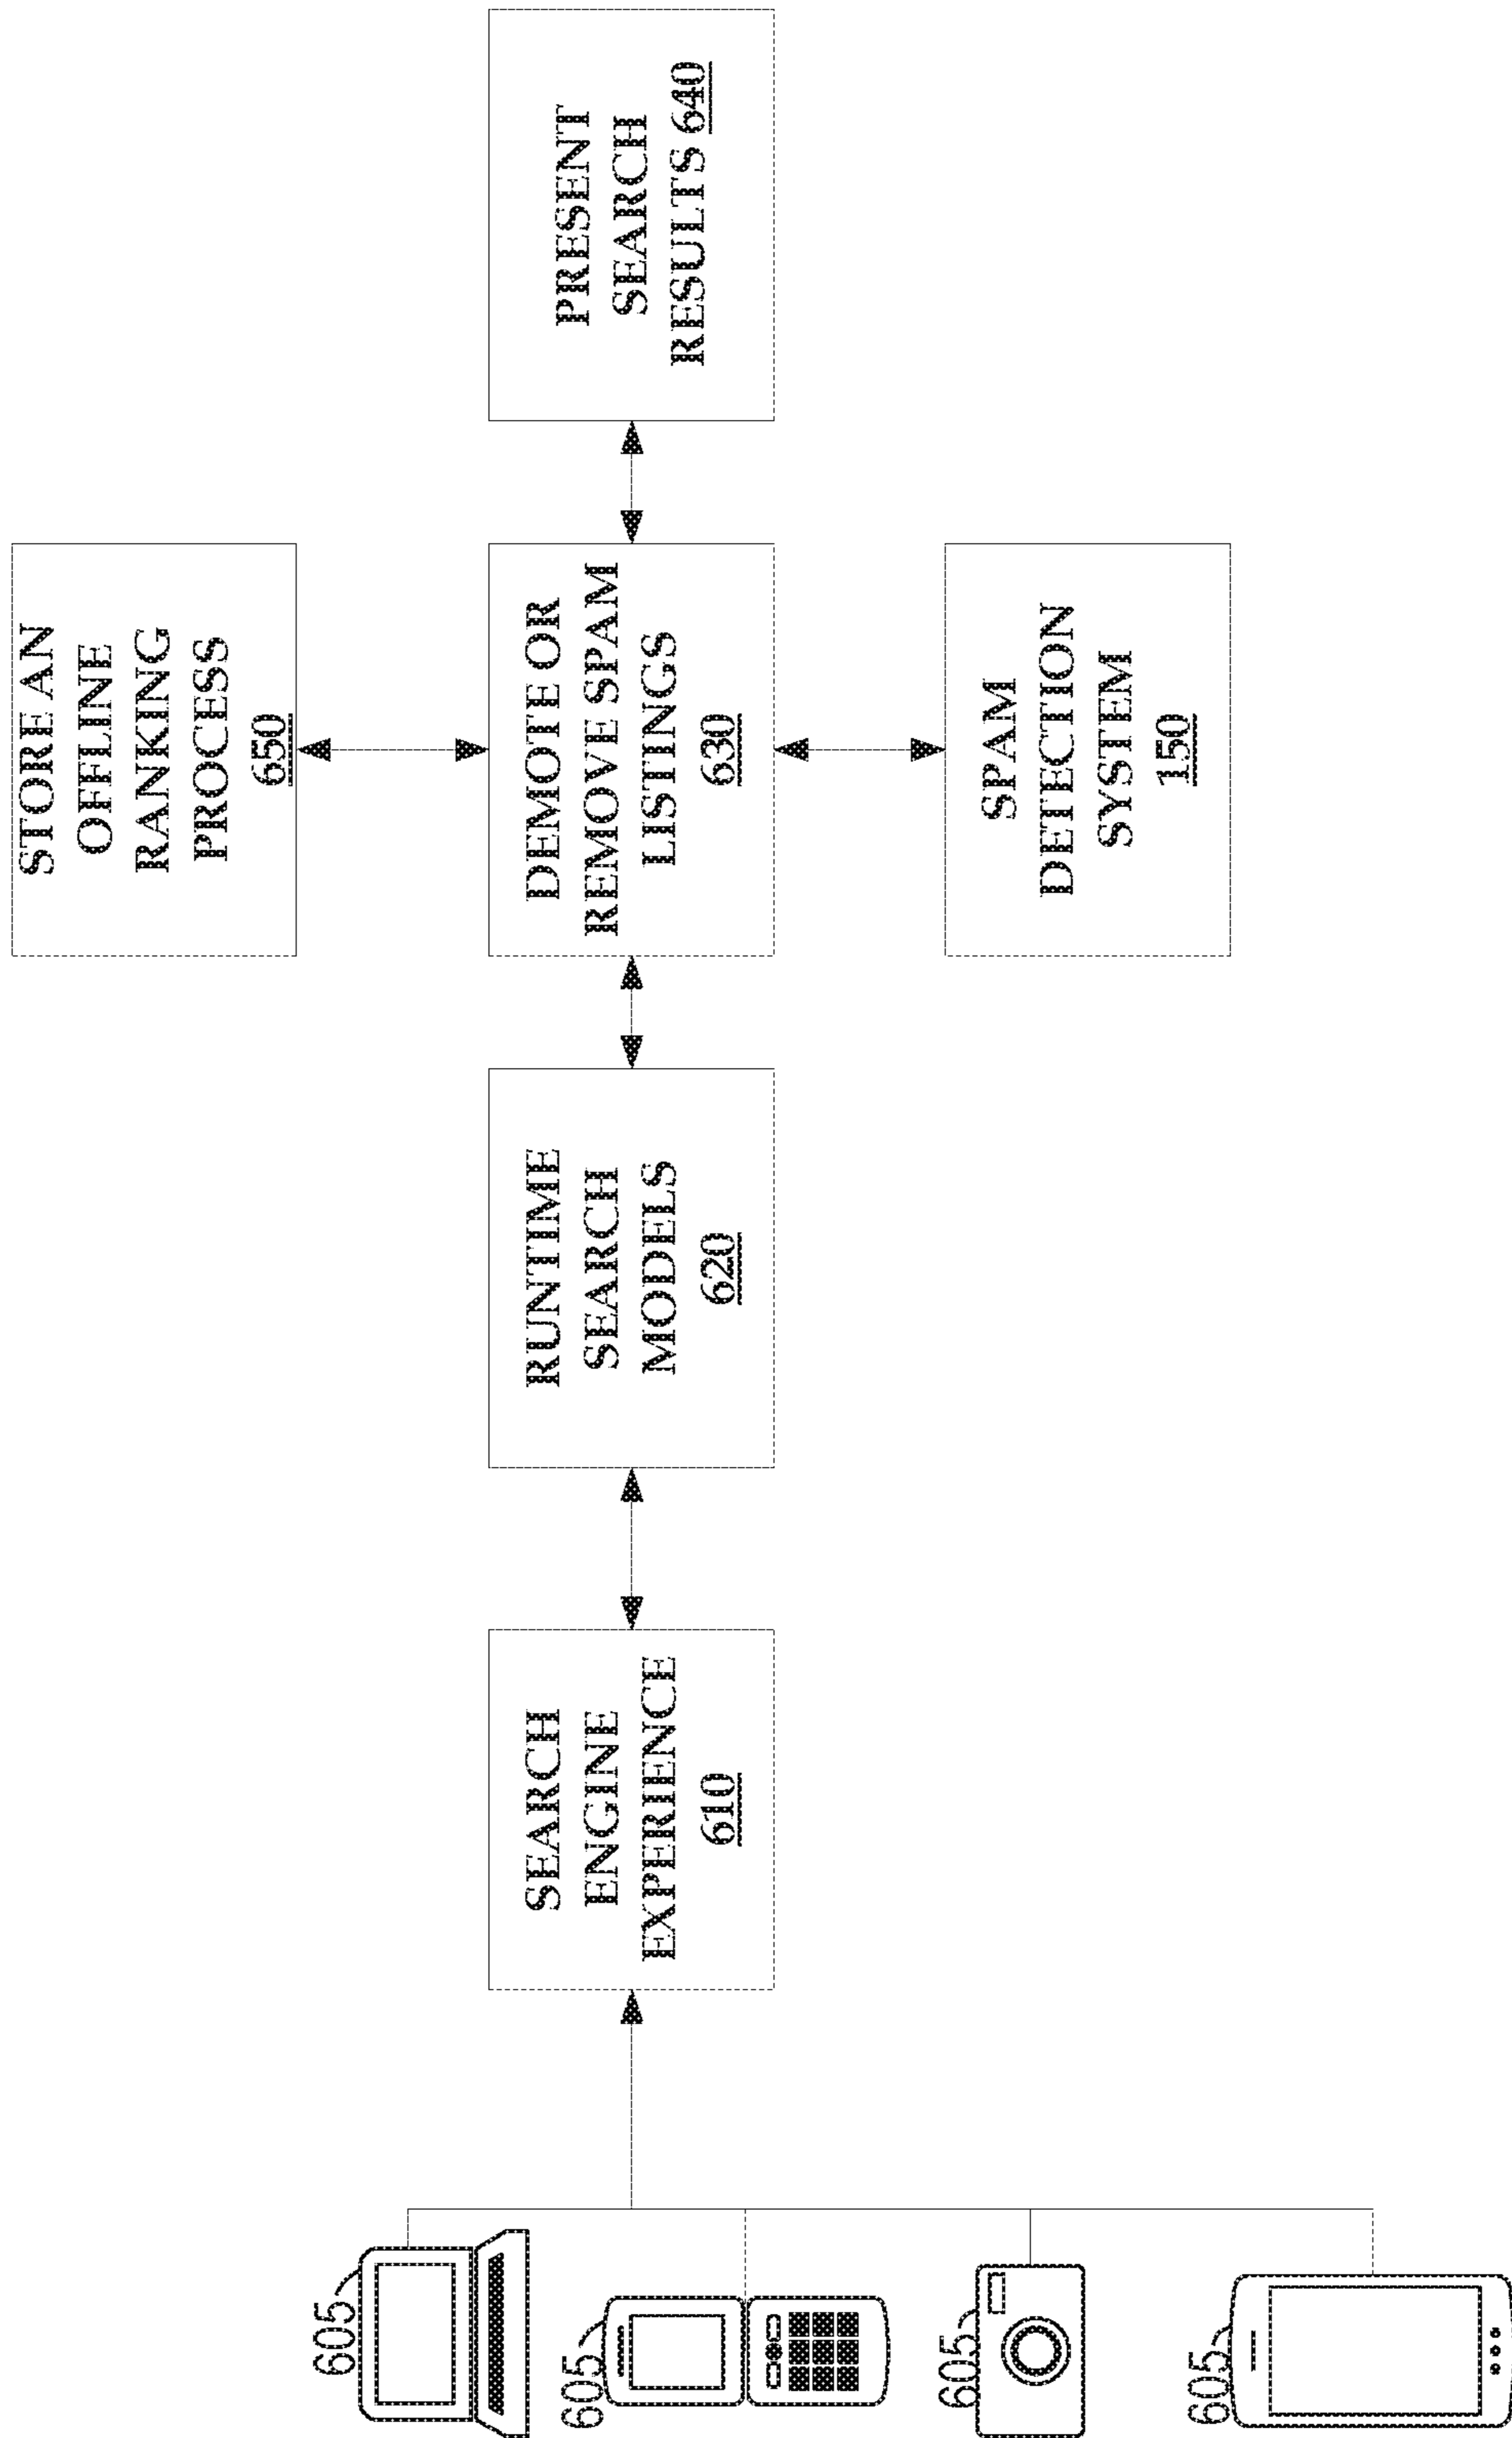 605
605
605
605
SEARCH
ENGINE
EXPERIENCE
610
RUNTIME
SEARCH
MODELS
620
STORE AN
OFFLINE
RANKING
PROCESS
650
DEMOTE OR
REMOVE SPAM
LISTINGS
630
SPAM
DETECTION
SYSTEM
150
PRESENT
SEARCH
RESULTS 640